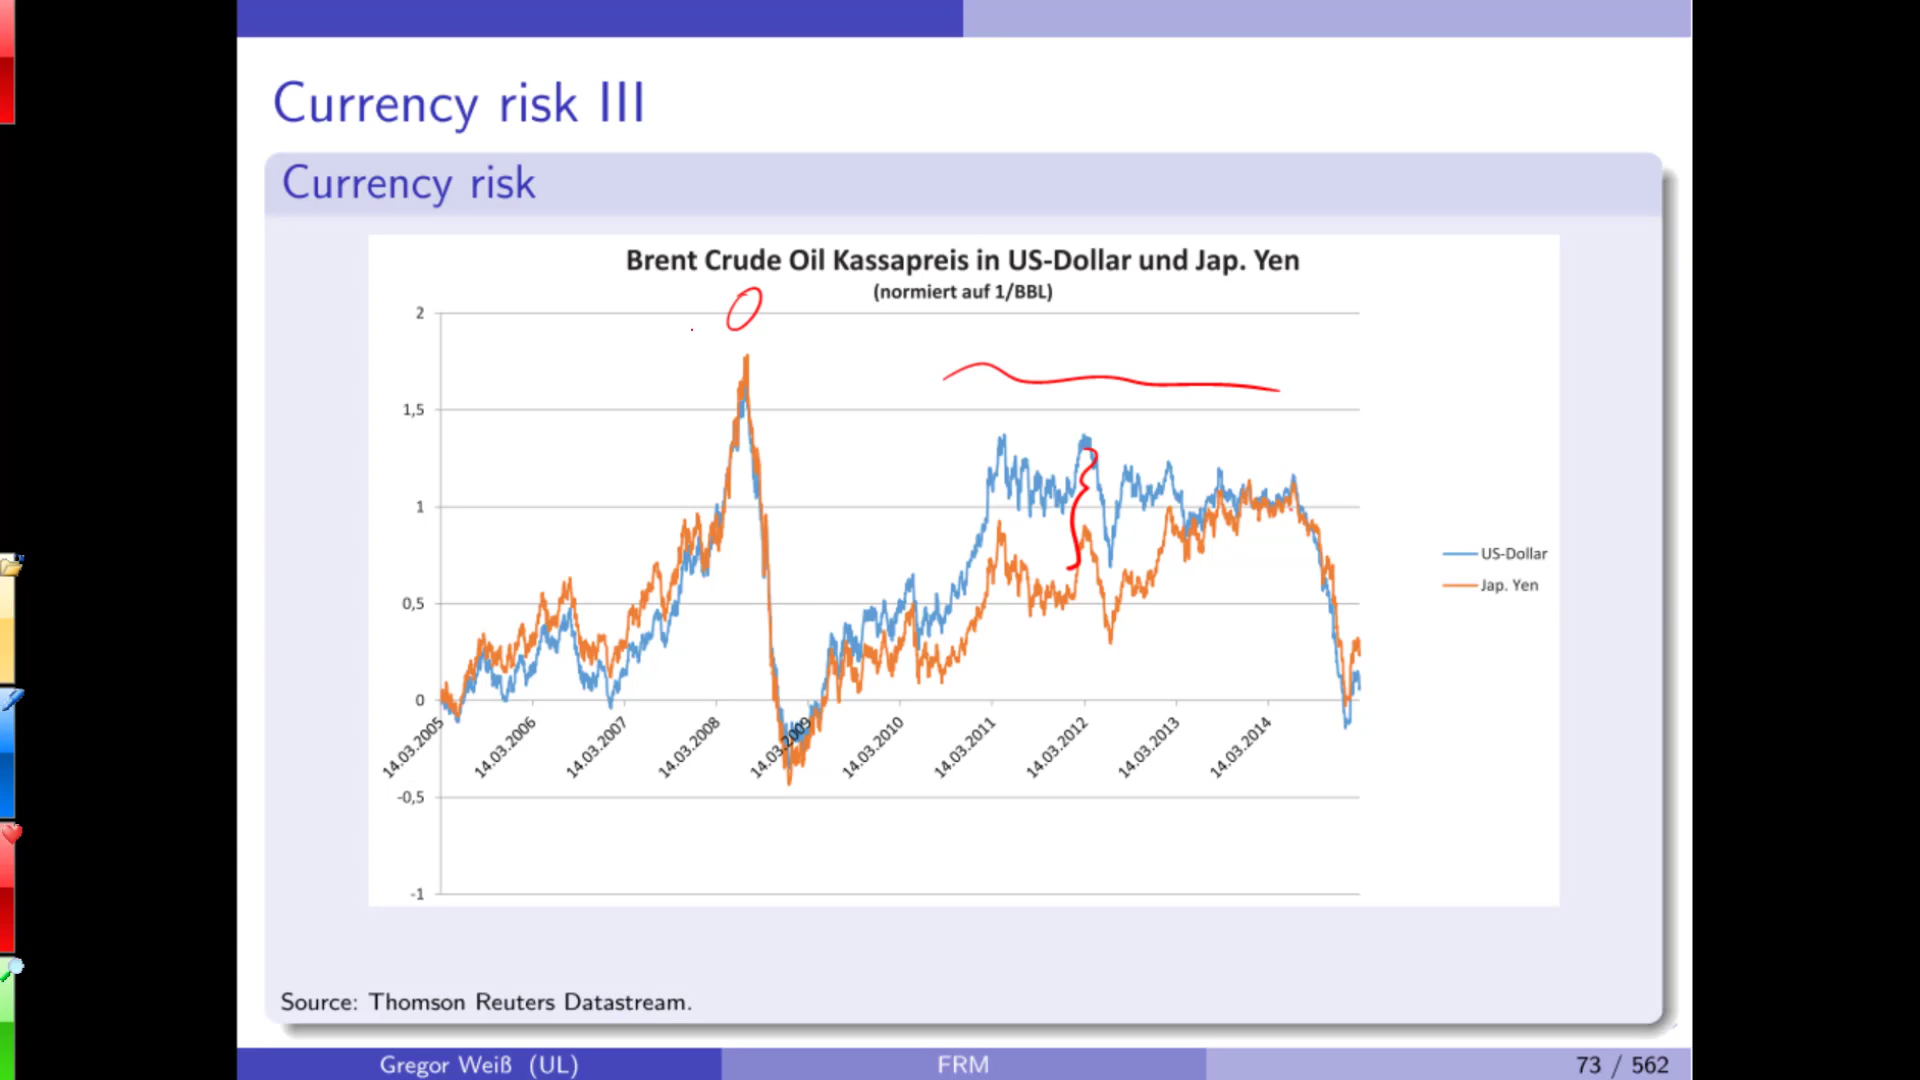 Currency risk III
Currency risk
Brent Crude Oil Kassapreis in US-Dollar und Jap. Yen
(normiert auf 1/BBL)
2
1,5
1
0,5
0
-0,5
-1
14.03.2005
14.03.2006
14.03.2007
14.03.2008
14.03.2009
14.03.2010
14.03.2011
14.03.2012
14.03.2013
14.03.2014
US-Dollar
Jap. Yen
Source: Thomson Reuters Datastream.
Gregor Weiß (UL)
FRM
73 / 562